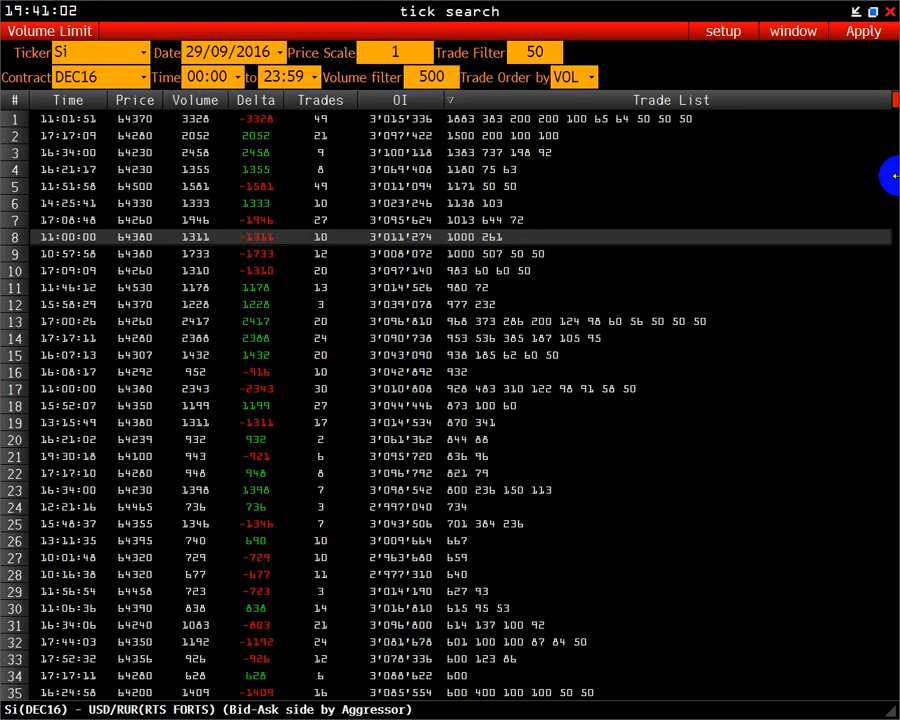 19:41:02 tick search
Volume Limit setup window Apply
Ticker Si Date 29/09/2016 Price Scale 1 Trade Filter 50
Contract DEC16 Time 00:00 to 23:59 Volume filter 500 Trade Order by VOL
# Time Price Volume Delta Trades OI Trade List
1 11:01:51 64370 3328 -3328 49 3'015'336 1883 383 200 200 100 65 64 50 50 50
2 17:17:09 64280 2052 2052 21 3'097'422 1500 200 100 100
3 16:34:00 64230 2458 2458 9 3'100'118 1383 737 198 92
4 16:21:17 64230 1355 1355 8 3'069'408 1180 75 63
5 11:51:58 64500 1581 -1581 49 3'011'094 1171 50 50
6 14:25:41 64330 1333 1333 10 3'023'246 1138 103
7 17:08:48 64260 1946 -1946 27 3'095'624 1013 644 72
8 11:00:00 64380 1311 -1311 10 3'011'274 1000 261
9 10:57:58 64380 1733 -1733 12 3'008'072 1000 507 50 50
10 17:09:09 64260 1310 -1310 20 3'097'140 983 60 60 50
11 11:46:12 64530 1178 1178 13 3'014'526 980 72
12 15:58:29 64370 1228 1228 3 3'039'078 977 232
13 17:00:26 64260 2417 2417 20 3'096'810 968 373 286 200 124 98 60 56 50 50 50
14 17:17:11 64280 2388 2388 24 3'090'738 953 536 385 187 105 95
15 16:07:13 64307 1432 1432 20 3'043'090 938 185 62 60 50
16 16:08:17 64292 952 -916 10 3'042'892 932
17 11:00:00 64380 2343 -2343 30 3'010'808 928 483 310 122 98 91 58 50
18 15:52:07 64350 1199 1199 27 3'044'446 873 100 60
19 13:15:49 64380 1311 -1311 17 3'014'534 870 341
20 16:21:02 64239 932 932 2 3'061'362 844 88
21 19:30:18 64100 943 -921 6 3'095'720 836 96
22 17:17:10 64280 948 948 8 3'096'792 821 79
23 16:34:00 64230 1398 1398 7 3'098'542 800 236 150 113
24 12:21:16 64465 736 736 3 2'997'040 734
25 15:48:37 64355 1346 -1346 7 3'043'506 701 384 236
26 13:11:35 64395 740 690 10 3'009'664 667
27 10:01:48 64320 729 -729 10 2'963'680 659
28 10:16:38 64320 677 -677 11 2'977'310 640
29 11:56:54 64458 723 -723 3 3'014'190 627 93
30 11:06:36 64390 838 838 14 3'016'810 615 95 53
31 16:34:06 64240 1083 -803 21 3'096'800 614 137 100 92
32 17:44:03 64350 1192 -1192 24 3'081'678 601 100 100 87 84 50
33 17:52:32 64356 926 -926 12 3'078'336 600 123 86
34 17:17:11 64280 628 628 6 3'088'622 600
35 16:24:58 64200 1409 -1409 16 3'085'554 600 400 100 100 50 50
Si(DEC16) - USD/RUR(RTS FORTS) (Bid-Ask side by Aggressor)